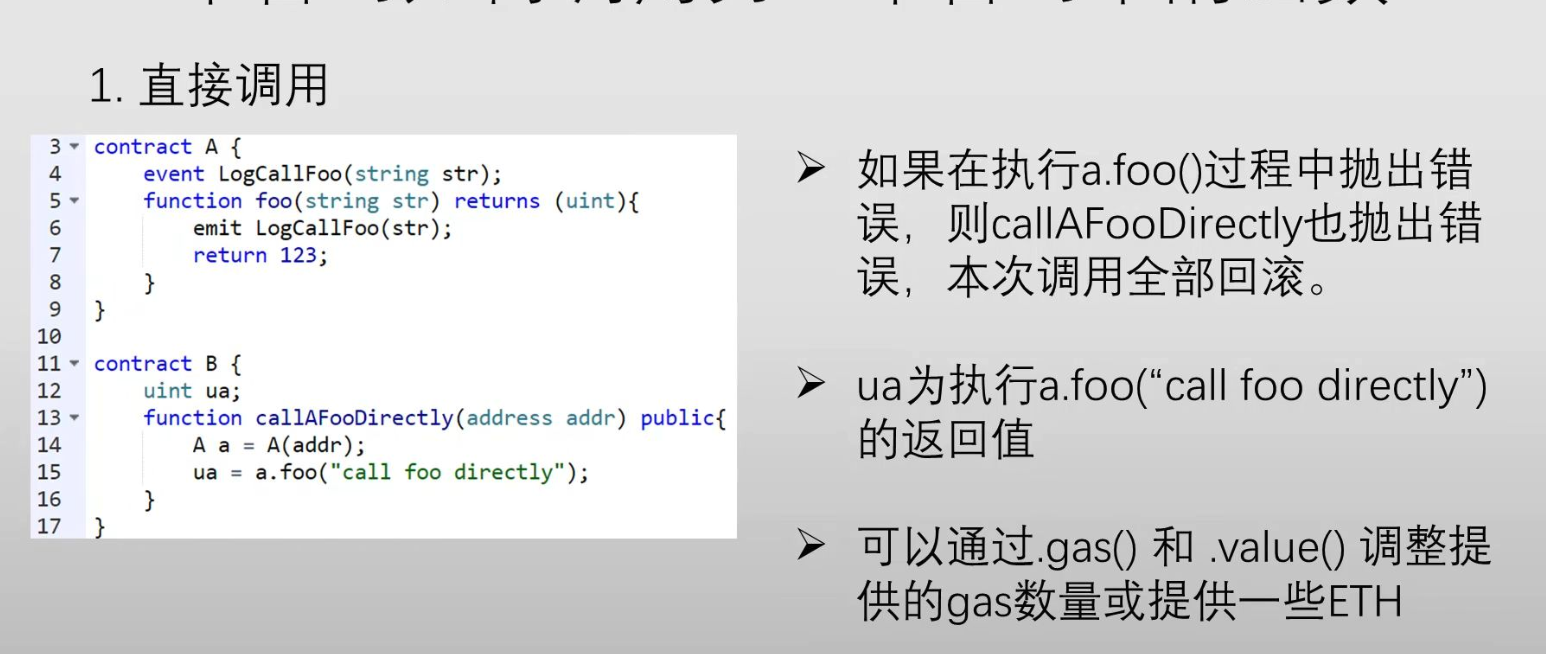 1. 直接调用
3 contract A {
4 event LogCallFoo(string str);
5 function foo(string str) returns (uint){
6 emit LogCallFoo(str);
7 return 123;
8 }
9 }
10
11 contract B {
12 uint ua;
13 function callAFooDirectly(address addr) public{
14 A a = A(addr);
15 ua = a.foo("call foo directly");
16 }
17 }
➢ 如果在执行a.foo()过程中抛出错
误，则callAFooDirectly也抛出错
误，本次调用全部回滚。
➢ ua为执行a.foo(“call foo directly”)
的返回值
➢ 可以通过.gas() 和 .value() 调整提
供的gas数量或提供一些ETH